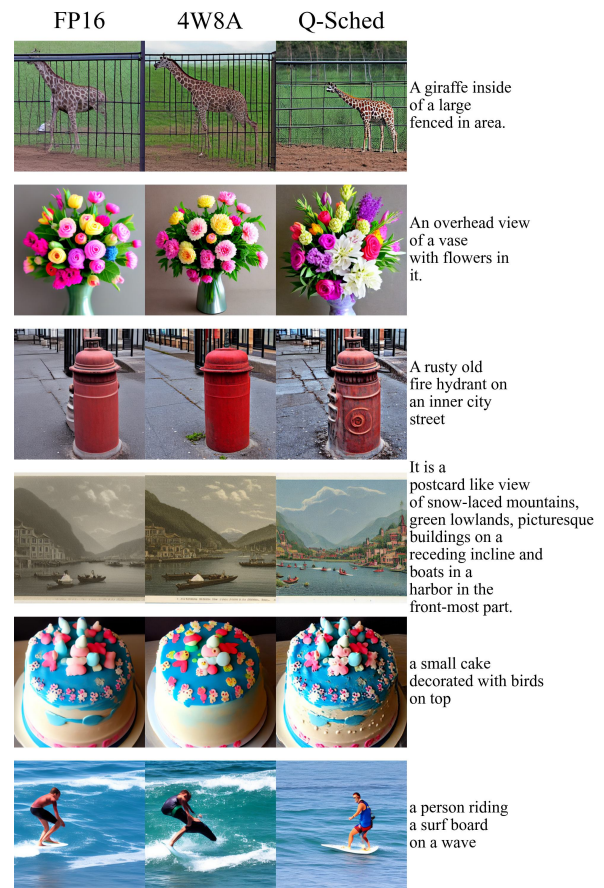 FP16 4W8A Q-Sched
A giraffe inside
of a large
fenced in area.
An overhead view
of a vase
with flowers in
it.
A rusty old
fire hydrant on
an inner city
street
It is a
postcard like view
of snow-laced mountains,
green lowlands, picturesque
buildings on a
receding incline and
boats in a
harbor in the
front-most part.
a small cake
decorated with birds
on top
a person riding
a surf board
on a wave